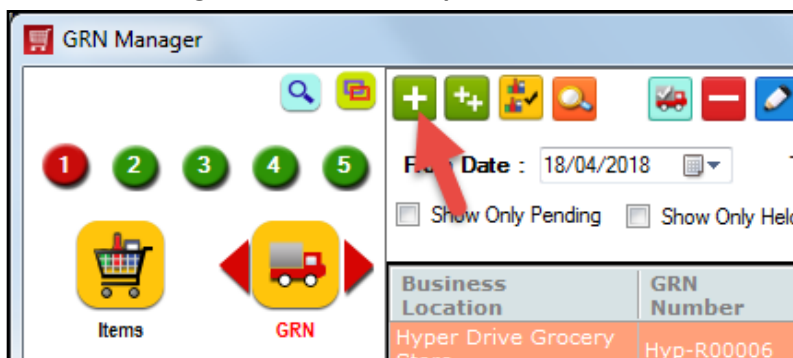 GRN Manager
1 2 3 4 5
Items
GRN
Date : 18/04/2018
Show Only Pending
Show Only Held
Business Location
GRN Number
Hyper Drive Grocery
Hyp-R00006